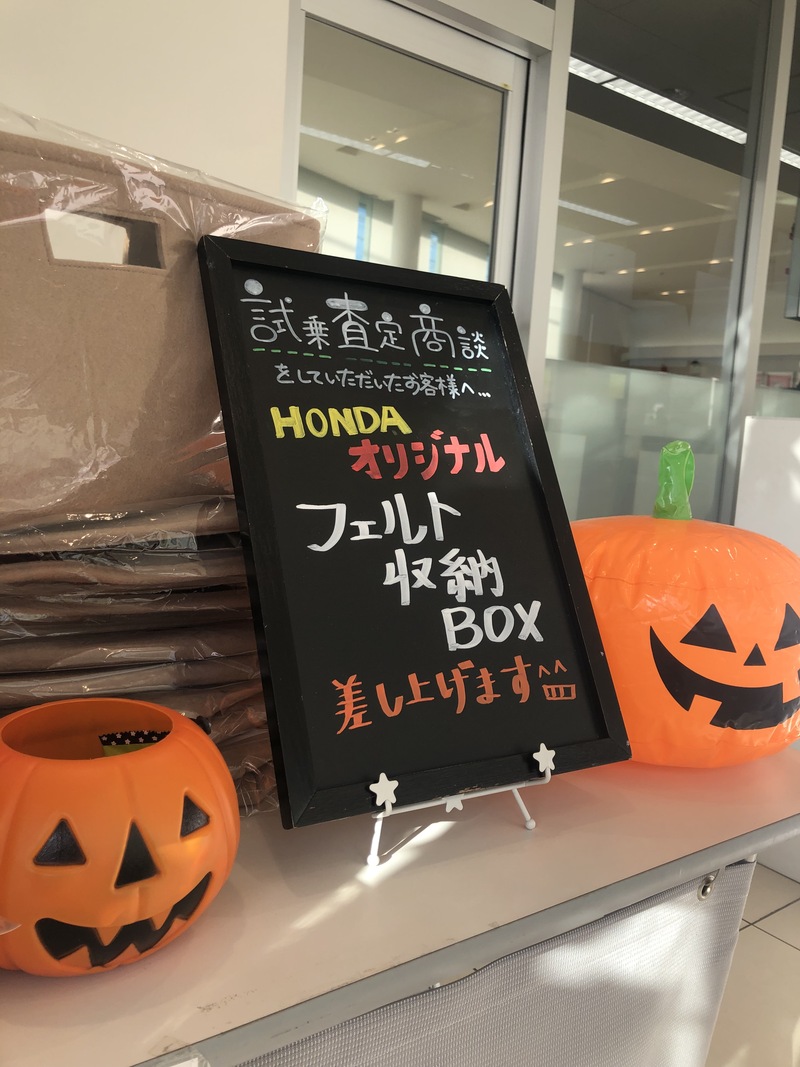 試乗査定商談
をしていただいたお客様へ…
HONDA
オリジナル
フェルト
収納
BOX
差し上げます^^